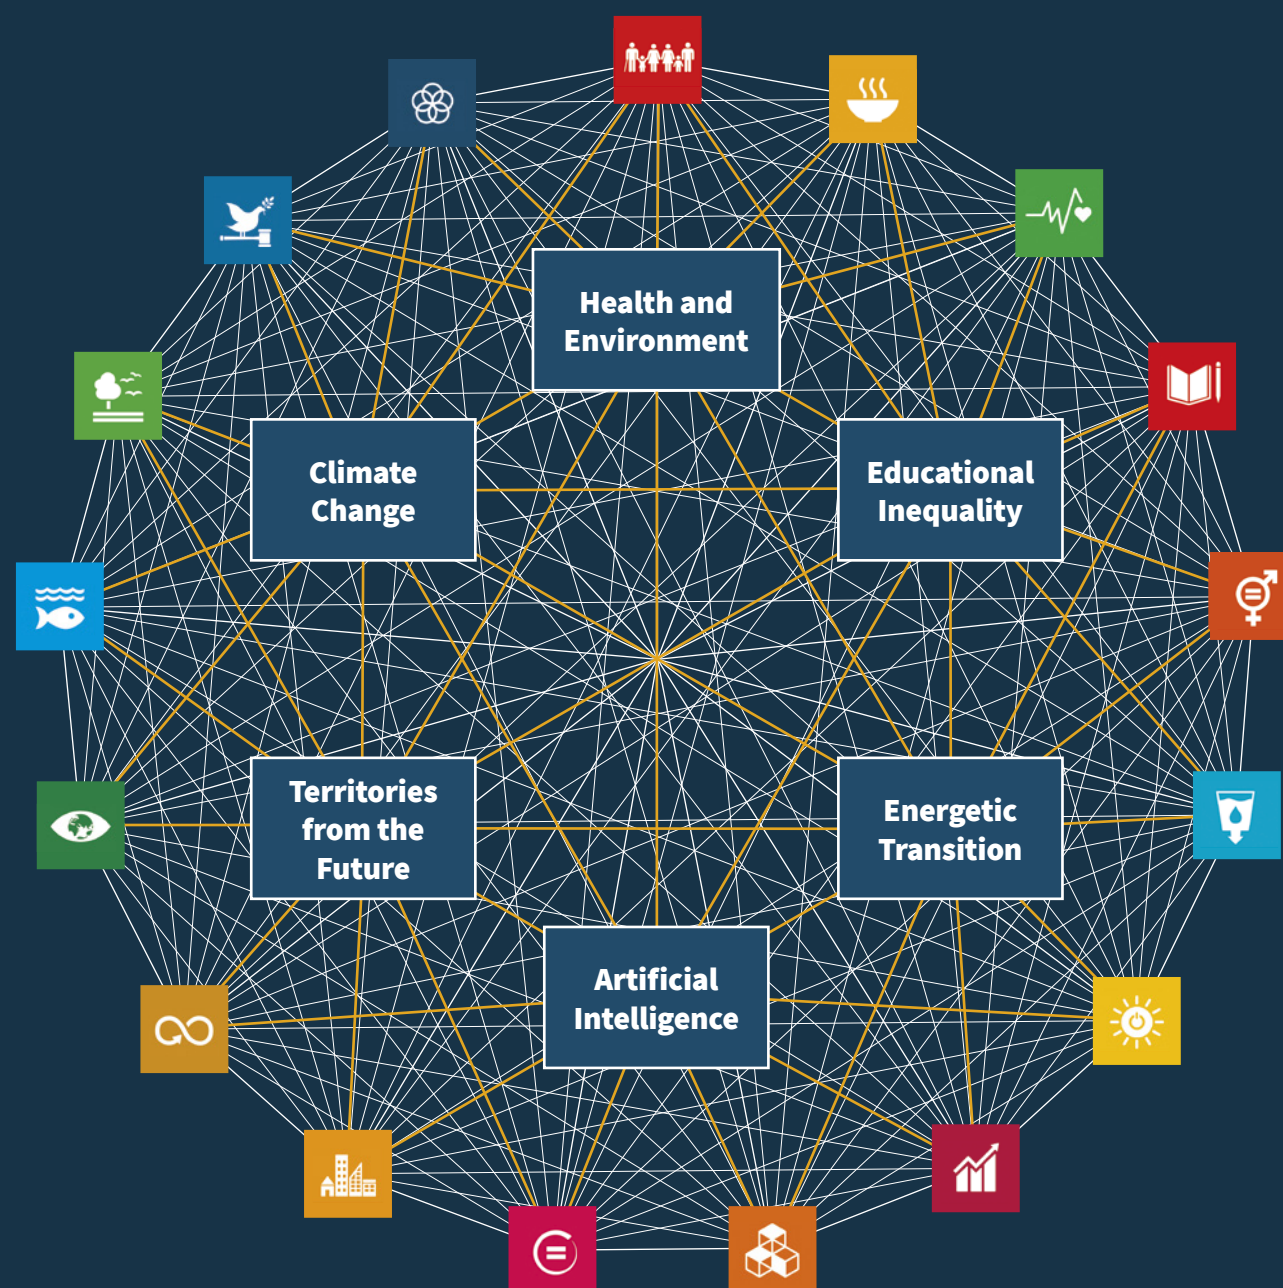 Health and
Environment
Climate
Change
Educational
Inequality
Territories
from the
Future
Energetic
Transition
Artificial
Intelligence